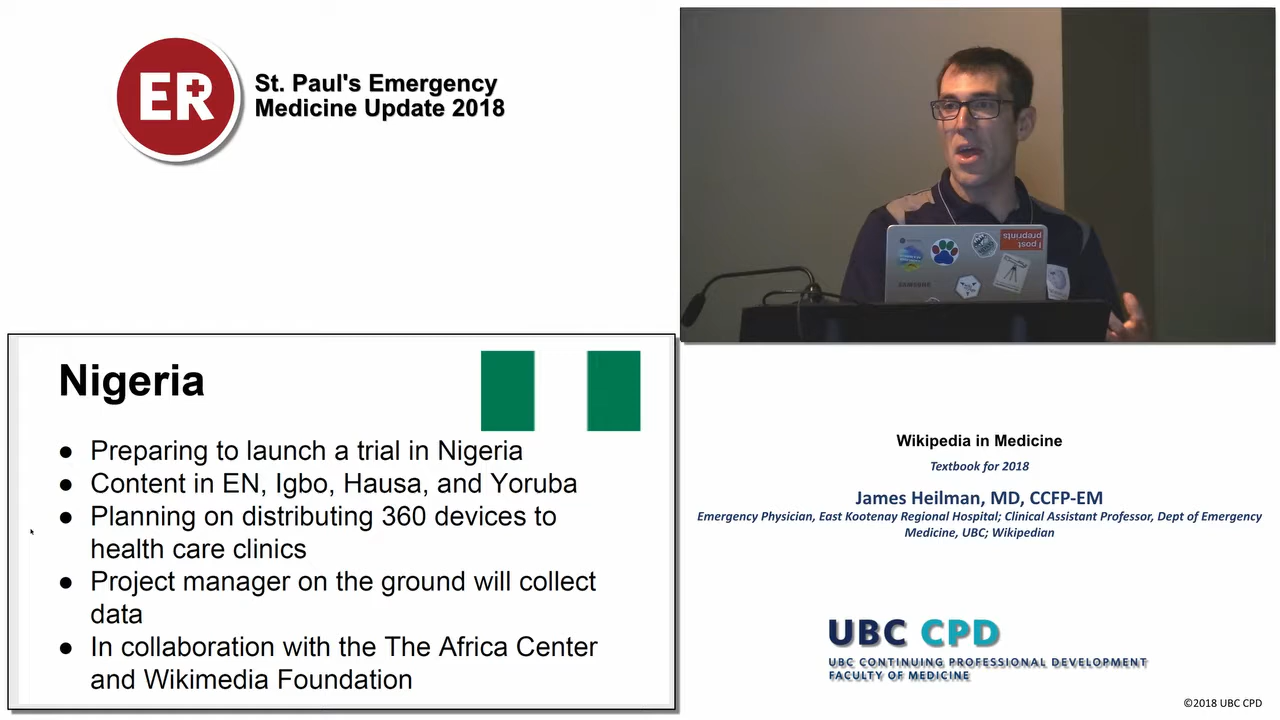 ER
St. Paul's Emergency
Medicine Update 2018
I post
preprints
SAMSUNG
Nigeria
● Preparing to launch a trial in Nigeria
● Content in EN, Igbo, Hausa, and Yoruba
● Planning on distributing 360 devices to
health care clinics
● Project manager on the ground will collect
data
● In collaboration with the The Africa Center
and Wikimedia Foundation
Wikipedia in Medicine
Textbook for 2018
James Heilman, MD, CCFP-EM
Emergency Physician, East Kootenay Regional Hospital; Clinical Assistant Professor, Dept of Emergency
Medicine, UBC; Wikipedian
UBC CPD
UBC CONTINUING PROFESSIONAL DEVELOPMENT
FACULTY OF MEDICINE
©2018 UBC CPD